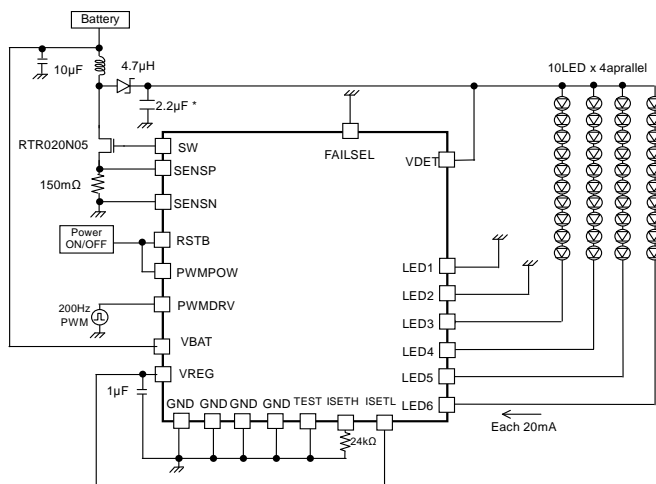 Battery
10µF
4.7µH
10LED x 4aprallel
2.2µF *
RTR020N05
SW
FAILSEL
VDET
SENSP
150mΩ
SENSN
Power
ON/OFF
RSTB
PWMPOW
LED1
LED2
200Hz
PWM
PWMDRV
LED3
VBAT
LED4
VREG
LED5
1µF
GND
GND
GND
GND
TEST
ISETH
ISETL
LED6
24kΩ
Each 20mA